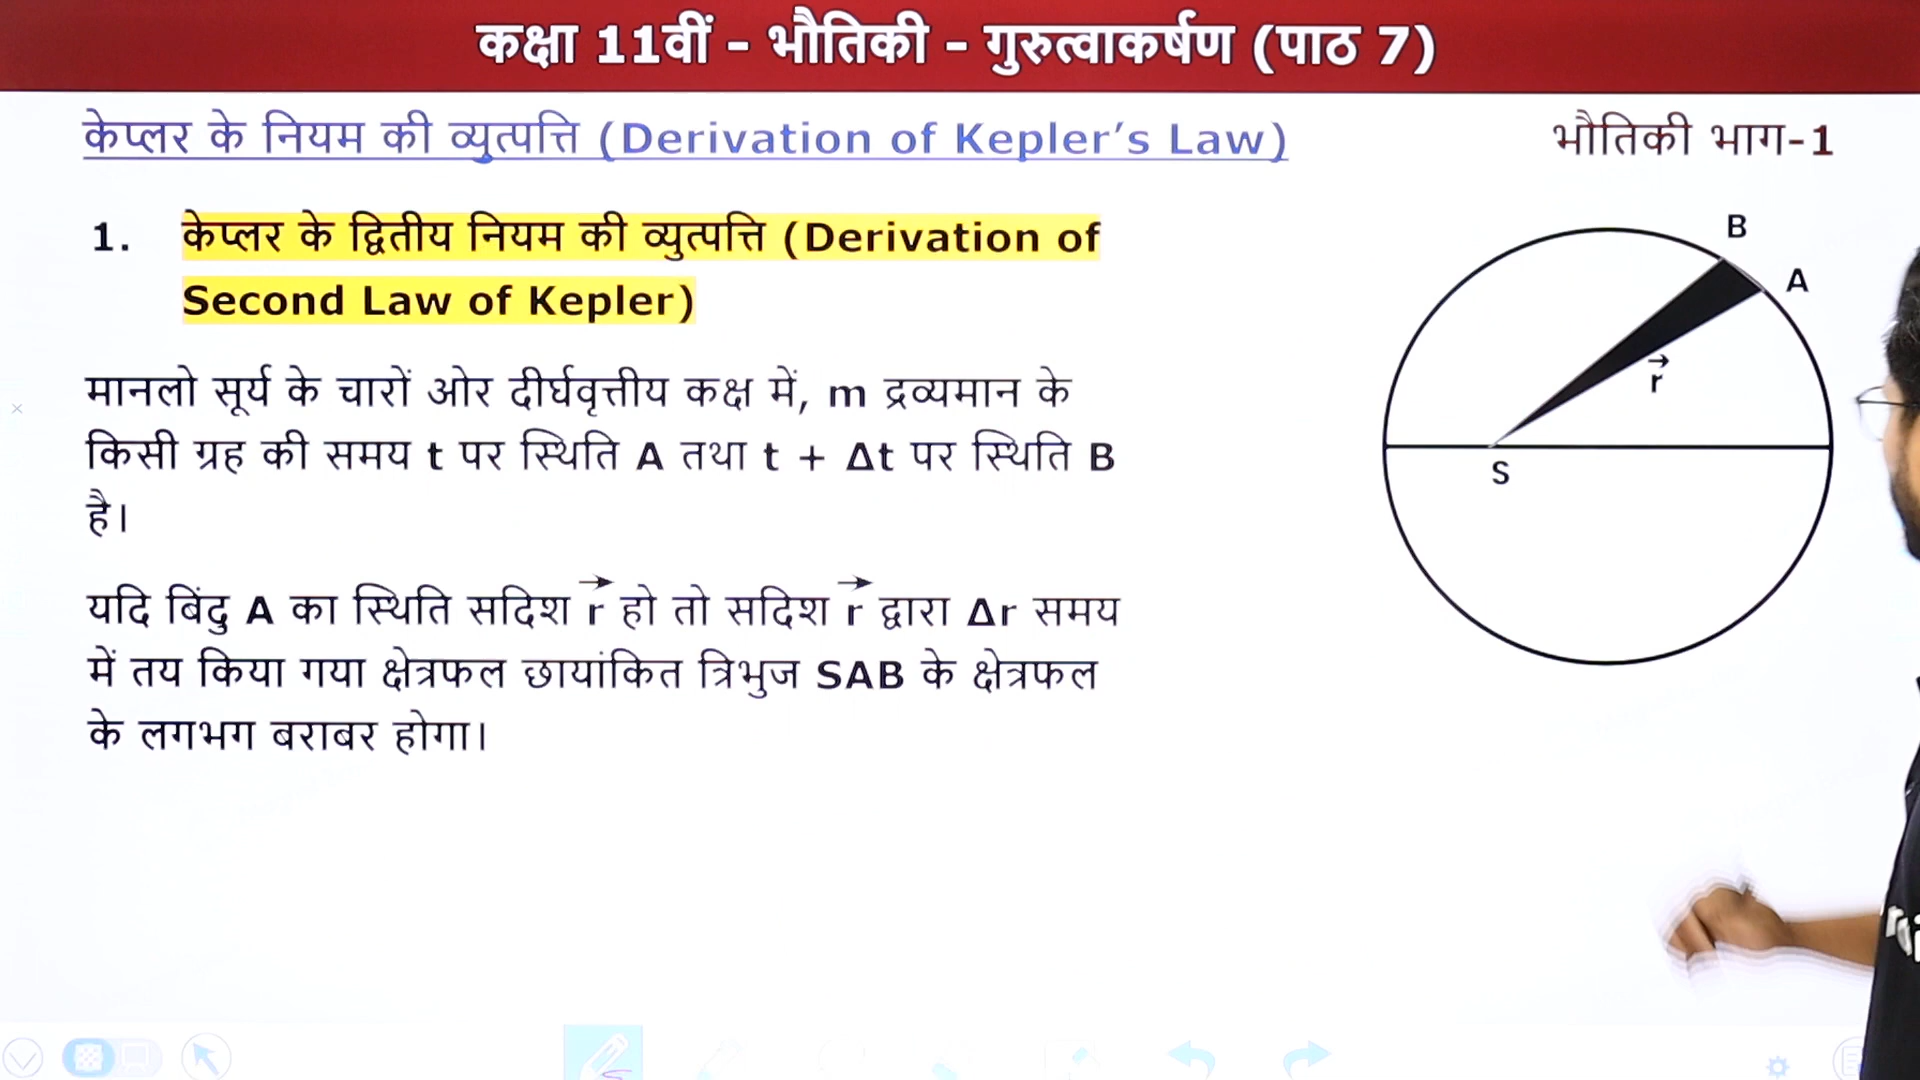 कक्षा 11वीं - भौतिकी - गुरुत्वाकर्षण (पाठ 7)
केप्लर के नियम की व्युत्पत्ति (Derivation of Kepler’s Law)
भौतिकी भाग-1
1. केप्लर के द्वितीय नियम की व्युत्पत्ति (Derivation of
Second Law of Kepler)
मानलो सूर्य के चारों ओर दीर्घवृत्तीय कक्ष में, m द्रव्यमान के
किसी ग्रह की समय t पर स्थिति A तथा t + Δt पर स्थिति B
है।
यदि बिंदु A का स्थिति सदिश r⃗ हो तो सदिश r⃗ द्वारा Δr समय
में तय किया गया क्षेत्रफल छायांकित त्रिभुज SAB के क्षेत्रफल
के लगभग बराबर होगा।
B
A
r⃗
S